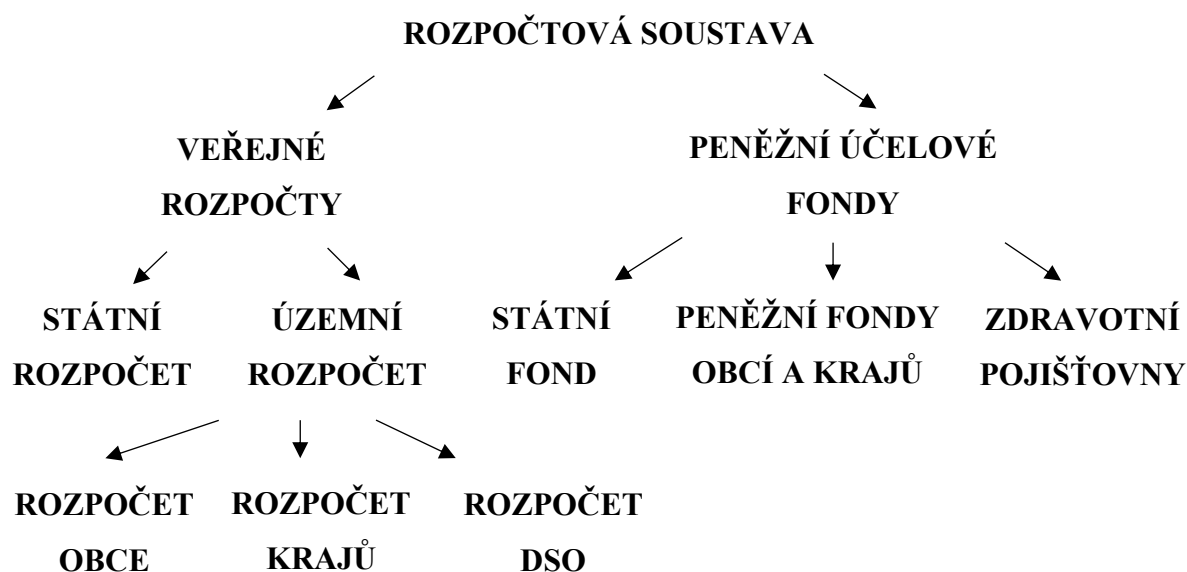 ROZPOČTOVÁ SOUSTAVA
VEŘEJNÉ
ROZPOČTY
PENĚŽNÍ ÚČELOVÉ
FONDY
STÁTNÍ
ROZPOČET
ÚZEMNÍ
ROZPOČET
STÁTNÍ
FOND
PENĚŽNÍ FONDY
OBCÍ A KRAJŮ
ZDRAVOTNÍ
POJIŠŤOVNY
ROZPOČET
OBCE
ROZPOČET
KRAJŮ
ROZPOČET
DSO